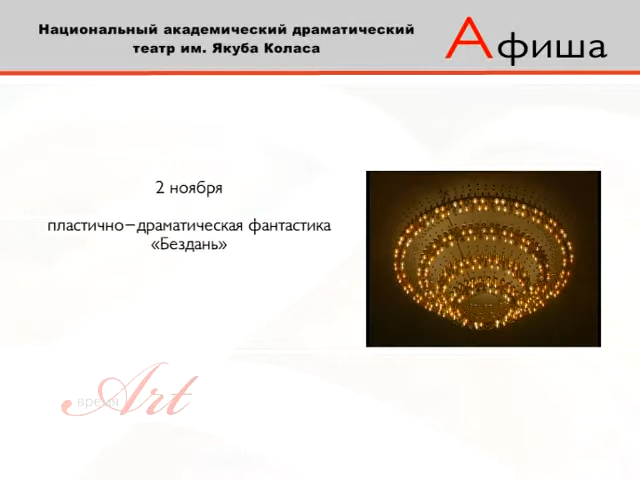 Национальный академический драматический
театр им. Якуба Коласа
Афиша
2 ноября
пластично-драматическая фантастика
«Бездань»
время Art